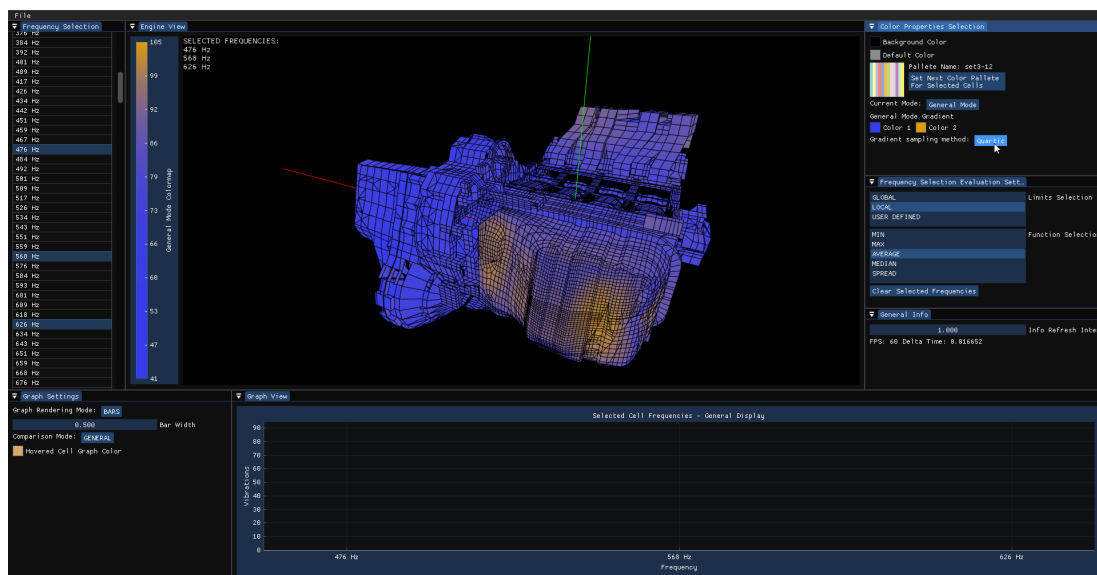 File
Frequency Selection
376 Hz
384 Hz
392 Hz
401 Hz
409 Hz
417 Hz
426 Hz
434 Hz
442 Hz
451 Hz
459 Hz
467 Hz
476 Hz
484 Hz
492 Hz
501 Hz
509 Hz
517 Hz
526 Hz
534 Hz
543 Hz
551 Hz
559 Hz
568 Hz
576 Hz
584 Hz
593 Hz
601 Hz
609 Hz
618 Hz
626 Hz
634 Hz
643 Hz
651 Hz
659 Hz
668 Hz
676 Hz
Engine View
105
99
92
86
79
73
66
60
53
47
41
General Mode Colormap
SELECTED FREQUENCIES:
476 Hz
568 Hz
626 Hz
Color Properties Selection
Background Color
Default Color
Pallete Name: set3-12
Set Next Color Pallete
For Selected Cells
Current Mode: General Mode
General Mode Gradient
Color 1 Color 2
Gradient sampling method: Quartic
Frequency Selection Evaluation Sett.
GLOBAL
LOCAL
USER DEFINED
Limits Selection
MIN
MAX
AVERAGE
MEDIAN
SPREAD
Function Selectio
Clear Selected Frequencies
General Info
1.000 Info Refresh Inte
FPS: 60 Delta Time: 0.016652
Graph Settings
Graph Rendering Mode: BARS
0.500 Bar Width
Comparison Mode: GENERAL
Hovered Cell Graph Color
Graph View
Selected Cell Frequencies - General Display
90
80
70
60
50
40
30
20
10
0
Vibrations
476 Hz 568 Hz 626 Hz
Frequency